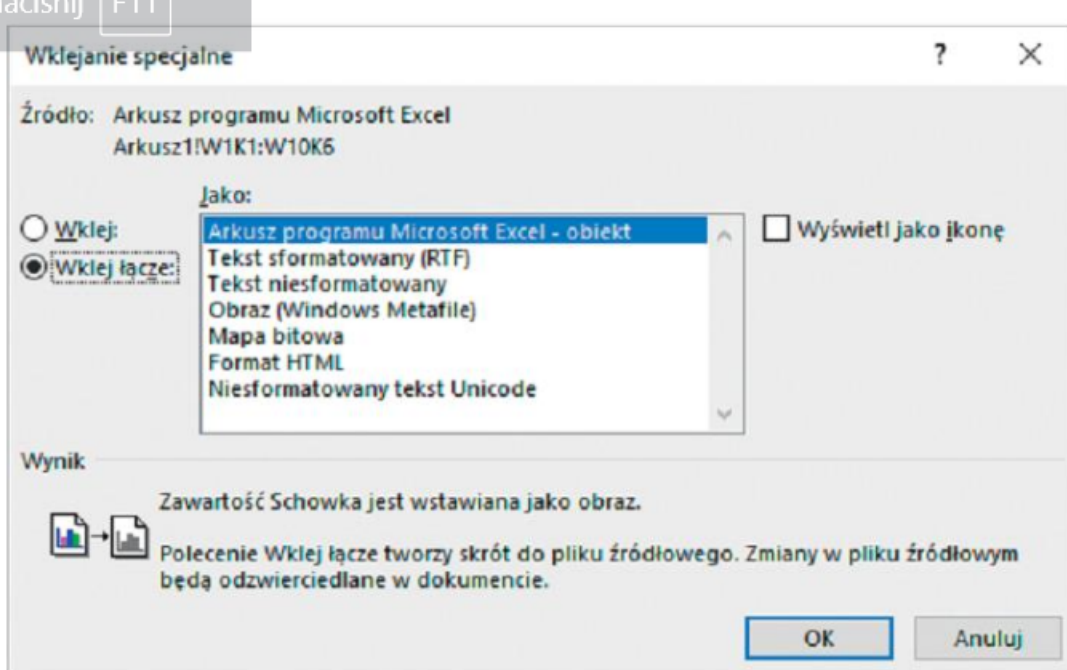 F11
Wklejanie specjalne
?
Źródło: Arkusz programu Microsoft Excel
Arkusz1!W1K1:W10K6
Jako:
Wklej:
Wklej łącze:
Arkusz programu Microsoft Excel - obiekt
Tekst sformatowany (RTF)
Tekst niesformatowany
Obraz (Windows Metafile)
Mapa bitowa
Format HTML
Niesformatowany tekst Unicode
Wyświetl jako ikonę
Wynik
Zawartość Schowka jest wstawiana jako obraz.
Polecenie Wklej łącze tworzy skrót do pliku źródłowego. Zmiany w pliku źródłowym
będą odzwierciedlane w dokumencie.
OK
Anuluj